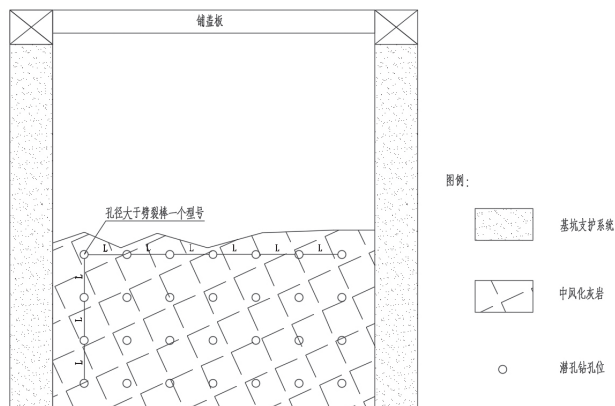 铺盖板
孔径大于劈裂棒一个型号
L L L L L L
L
L
L
图例:
基坑支护系统
中风化灰岩
潜孔钻孔位